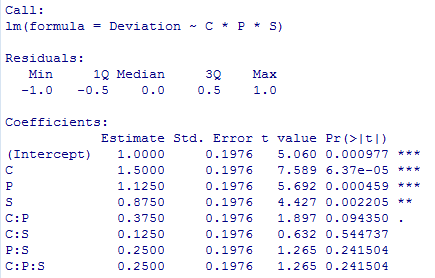 Call:
lm(formula = Deviation ~ C * P * S)
Residuals:
Min 1Q Median 3Q Max
-1.0 -0.5 0.0 0.5 1.0
Coefficients:
Estimate Std. Error t value Pr(>|t|)
(Intercept) 1.0000 0.1976 5.060 0.000977 ***
C 1.5000 0.1976 7.589 6.37e-05 ***
P 1.1250 0.1976 5.692 0.000459 ***
S 0.8750 0.1976 4.427 0.002205 **
C:P 0.3750 0.1976 1.897 0.094350 .
C:S 0.1250 0.1976 0.632 0.544737
P:S 0.2500 0.1976 1.265 0.241504
C:P:S 0.2500 0.1976 1.265 0.241504